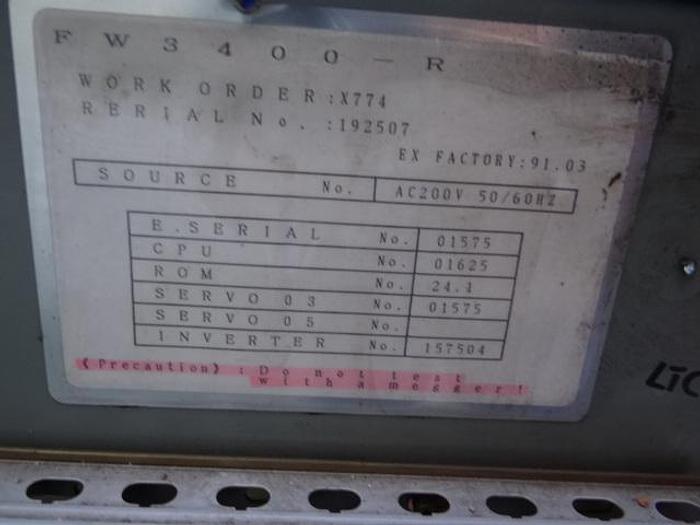 FW3400-R
WORK ORDER:X774
RERIAL No.:192507
EX FACTORY:91.03
SOURCE No. AC200V 50/60HZ
E.SERIAL No. 01575
CPU No. 01625
ROM No. 24.1
SERVO 03 No. 01575
SERVO 05 No.
INVERTER No. 157504
(Precaution) : Do not test
with a megger!